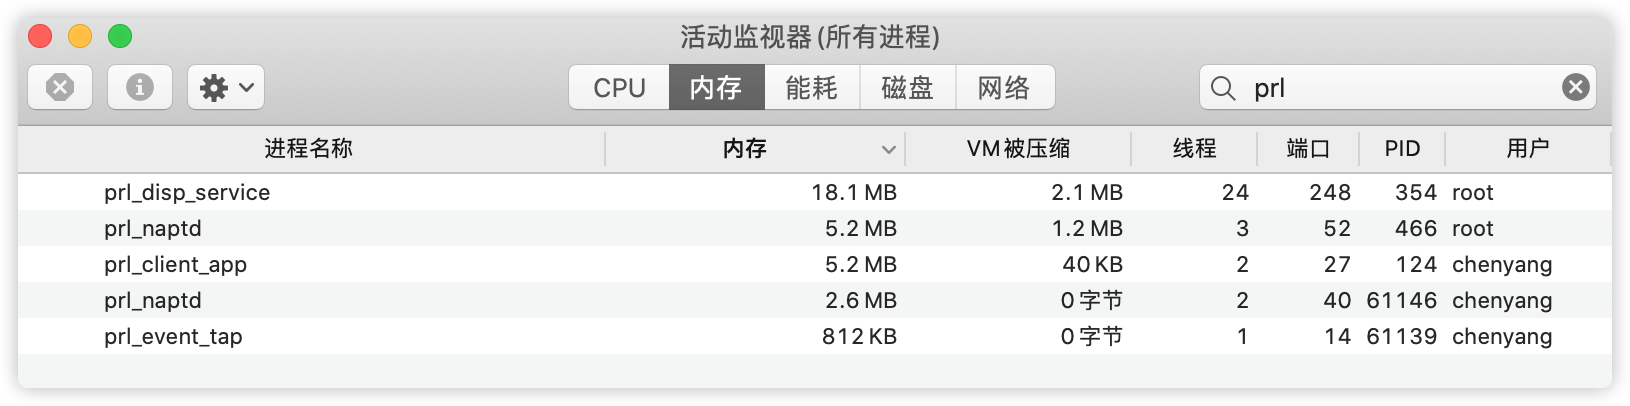 活动监视器 (所有进程)
CPU 内存 能耗 磁盘 网络 prl
进程名称 内存 VM 被压缩 线程 端口 PID 用户
prl_disp_service 18.1 MB 2.1 MB 24 248 354 root
prl_naptd 5.2 MB 1.2 MB 3 52 466 root
prl_client_app 5.2 MB 40 KB 2 27 124 chenyang
prl_naptd 2.6 MB 0 字节 2 40 61146 chenyang
prl_event_tap 812 KB 0 字节 1 14 61139 chenyang